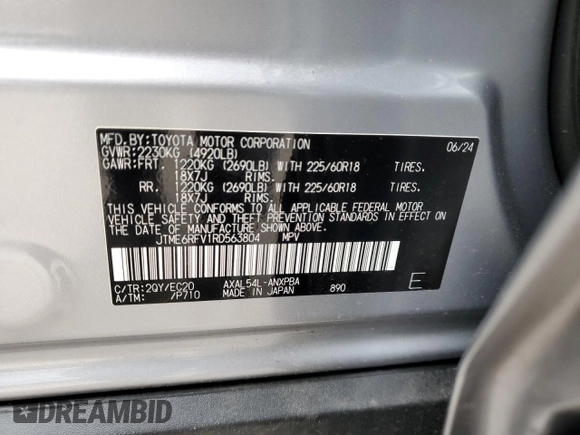 MFD.BY:TOYOTA MOTOR CORPORATION 06/24
GVWR:2230KG (4920LB)
GAWR:FRT. 1220KG (2690LB) WITH 225/60R18 TIRES.
18X7J RIMS.
RR. 1220KG (2690LB) WITH 225/60R18 TIRES.
18X7J RIMS.
THIS VEHICLE CONFORMS TO ALL APPLICABLE FEDERAL MOTOR
VEHICLE SAFETY AND THEFT PREVENTION STANDARDS IN EFFECT
ON THE DATE OF MANUFACTURE SHOWN ABOVE.
JTME6RFV1RD563804 MPV
C/TR:2QY/EC20 AXAL54L-ANXPBA
A/TM: /P710 MADE IN JAPAN 890 E
DREAMBID